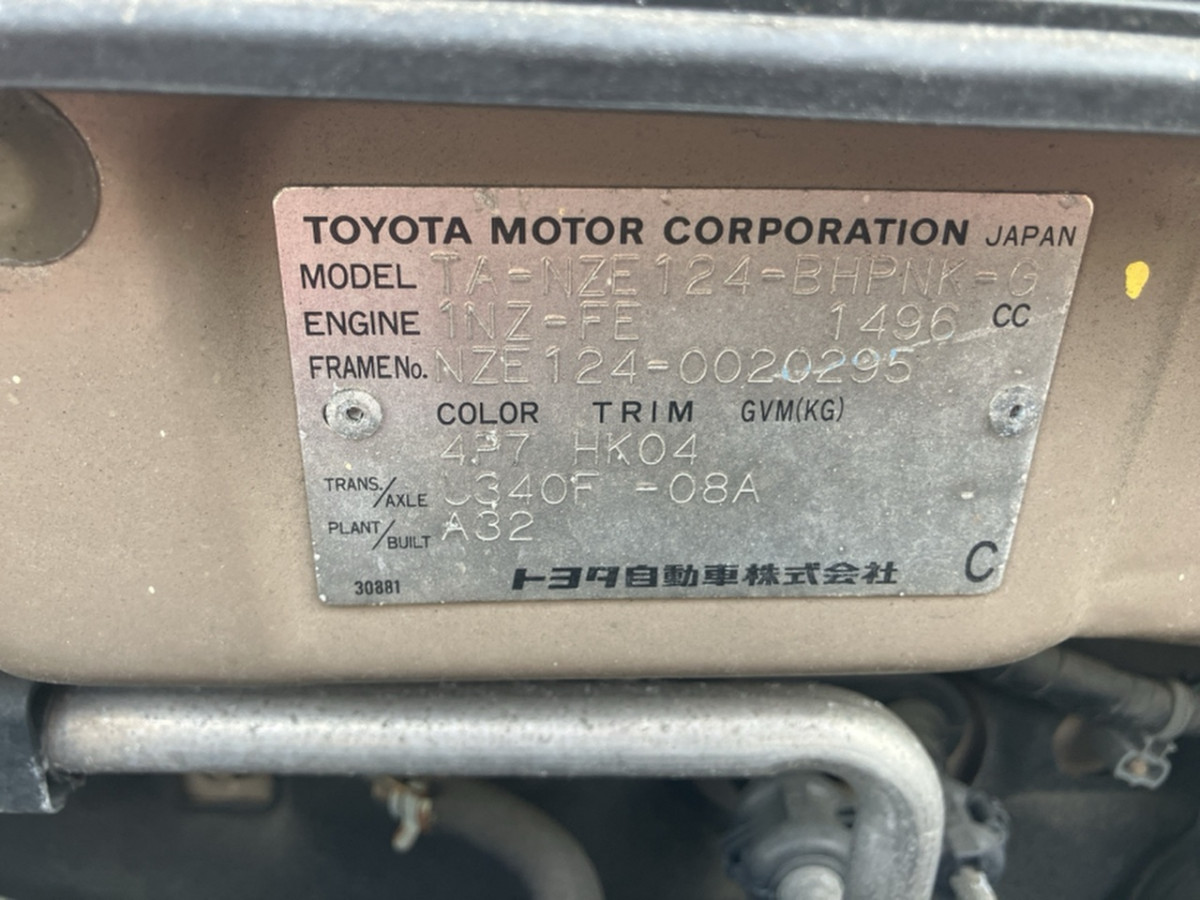 TOYOTA MOTOR CORPORATION JAPAN
MODEL TA-NZE124-BHPNK-G
ENGINE 1NZ-FE 1496 CC
FRAME No. NZE124-0020295
COLOR TRIM GVM(KG)
4P7 HK04
TRANS./AXLE U340F -08A
PLANT/BUILT A32
30881 トヨタ自動車株式会社 C